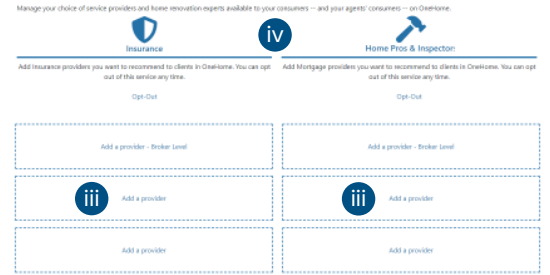 Manage your choice of service providers and home renovation experts available to your consumers -- and your agents' consumers -- on OneHome.
iv
Insurance
Home Pros & Inspectors
Add Insurance providers you want to recommend to clients in OneHome. You can opt
out of this service any time.
Add Mortgage providers you want to recommend to clients in OneHome. You can opt
out of this service any time.
Opt-Out
Opt-Out
Add a provider - Broker Level
Add a provider - Broker Level
iii
Add a provider
iii
Add a provider
Add a provider
Add a provider